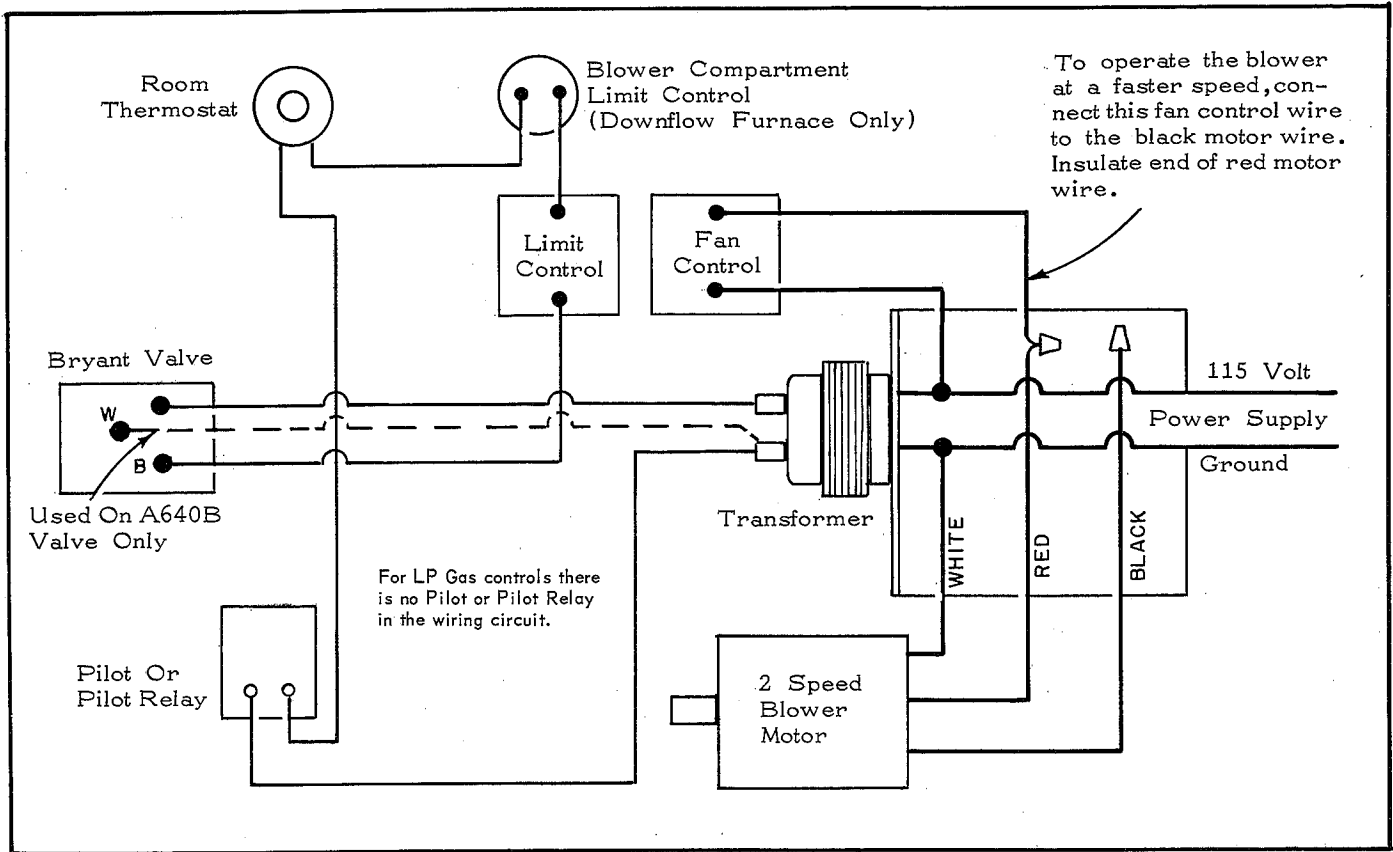 Room
Thermostat
Blower Compartment
Limit Control
(Downflow Furnace Only)
To operate the blower
at a faster speed, con-
nect this fan control wire
to the black motor wire.
Insulate end of red motor
wire.
Limit
Control
Fan
Control
Bryant Valve
W
B
115 Volt
Power Supply
Ground
Used On A640B
Valve Only
Transformer
WHITE
RED
BLACK
For LP Gas controls there
is no Pilot or Pilot Relay
in the wiring circuit.
Pilot Or
Pilot Relay
2 Speed
Blower
Motor